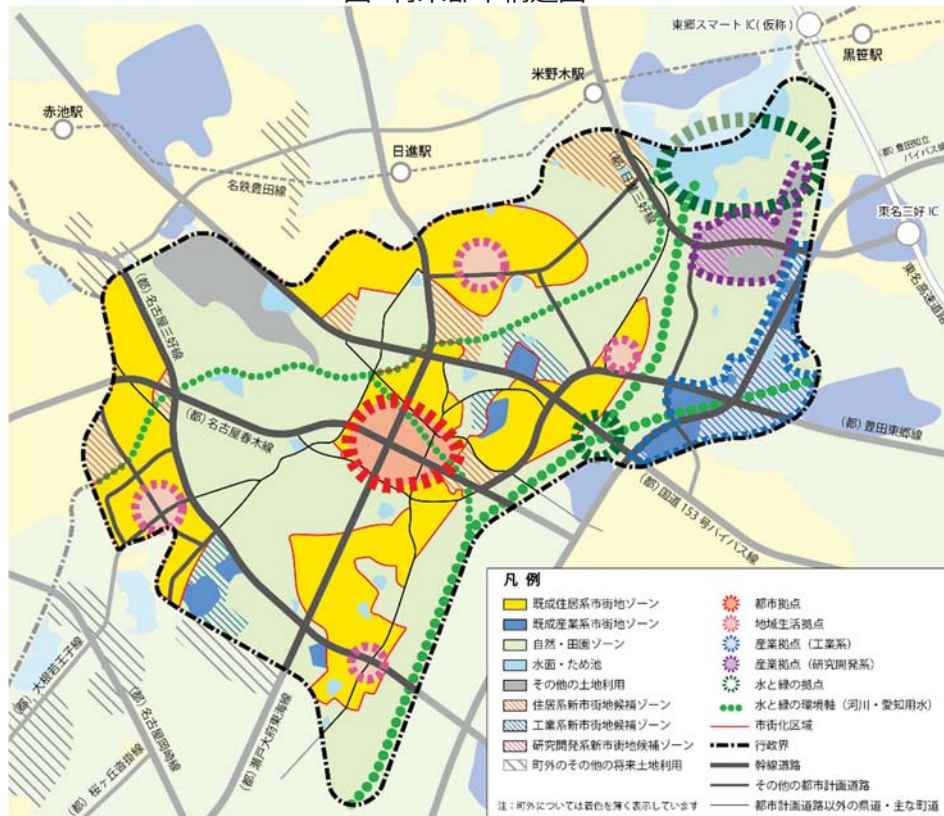 東郷スマートIC(仮称)
黒笹駅
米野木駅
赤池駅
日進駅
名鉄豊田線
(都)日進三好線
(都)豊田知立
バイパス線
東名三好IC
東名高速道路
(都)名古屋三好線
(都)名古屋春木線
(都)豊田東郷線
(都)国道153号バイパス線
(都)大根若王子線
(都)名古屋岡崎線
(都)桜ヶ丘沓掛線
(都)瀬戸大府東海線
凡 例
既成住居系市街地ゾーン
既成産業系市街地ゾーン
自然・田園ゾーン
水面・ため池
その他の土地利用
住居系新市街地候補ゾーン
工業系新市街地候補ゾーン
研究開発系新市街地候補ゾーン
町外のその他の将来土地利用
都市拠点
地域生活拠点
産業拠点(工業系)
産業拠点(研究開発系)
水と緑の拠点
水と緑の環境軸(河川・愛知用水)
市街化区域
行政界
幹線道路
その他の都市計画道路
都市計画道路以外の県道・主な町道
注:町外については着色を薄く表示しています